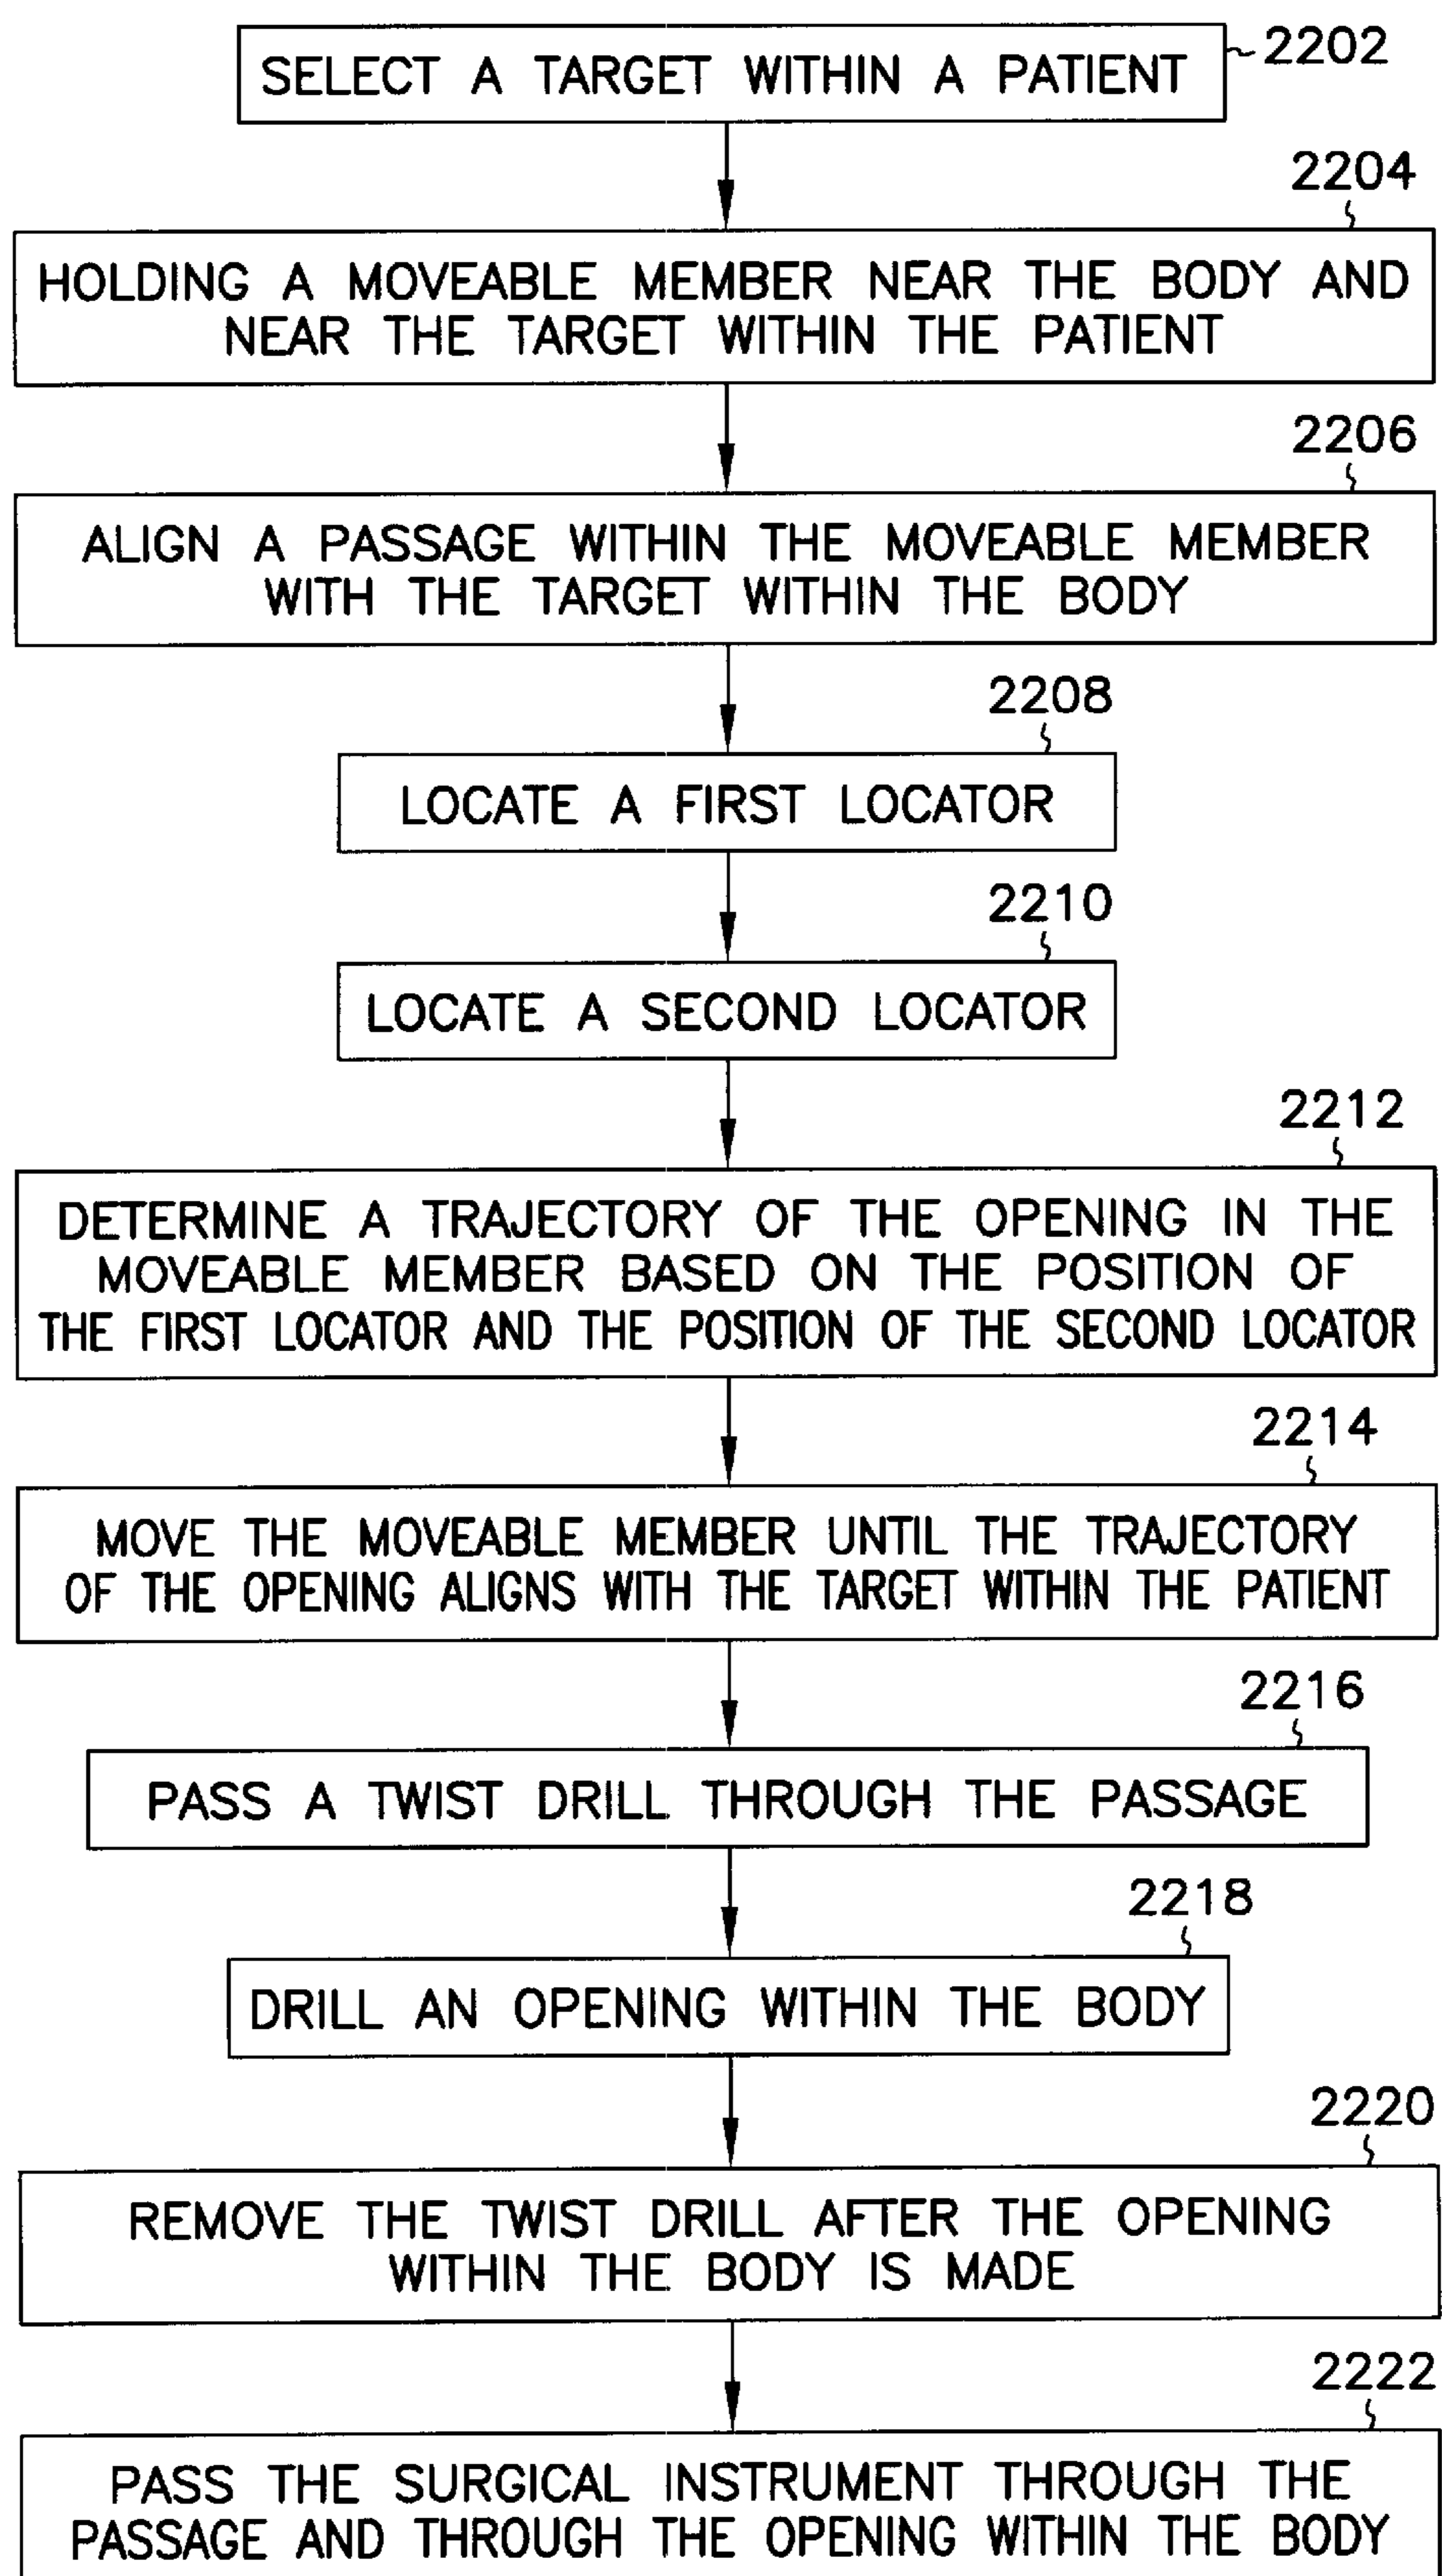 SELECT A TARGET WITHIN A PATIENT
2202
2204
HOLDING A MOVEABLE MEMBER NEAR THE BODY AND
NEAR THE TARGET WITHIN THE PATIENT
2206
ALIGN A PASSAGE WITHIN THE MOVEABLE MEMBER
WITH THE TARGET WITHIN THE BODY
2208
LOCATE A FIRST LOCATOR
2210
LOCATE A SECOND LOCATOR
2212
DETERMINE A TRAJECTORY OF THE OPENING IN THE
MOVEABLE MEMBER BASED ON THE POSITION OF
THE FIRST LOCATOR AND THE POSITION OF THE SECOND LOCATOR
2214
MOVE THE MOVEABLE MEMBER UNTIL THE TRAJECTORY
OF THE OPENING ALIGNS WITH THE TARGET WITHIN THE PATIENT
2216
PASS A TWIST DRILL THROUGH THE PASSAGE
2218
DRILL AN OPENING WITHIN THE BODY
2220
REMOVE THE TWIST DRILL AFTER THE OPENING
WITHIN THE BODY IS MADE
2222
PASS THE SURGICAL INSTRUMENT THROUGH THE
PASSAGE AND THROUGH THE OPENING WITHIN THE BODY